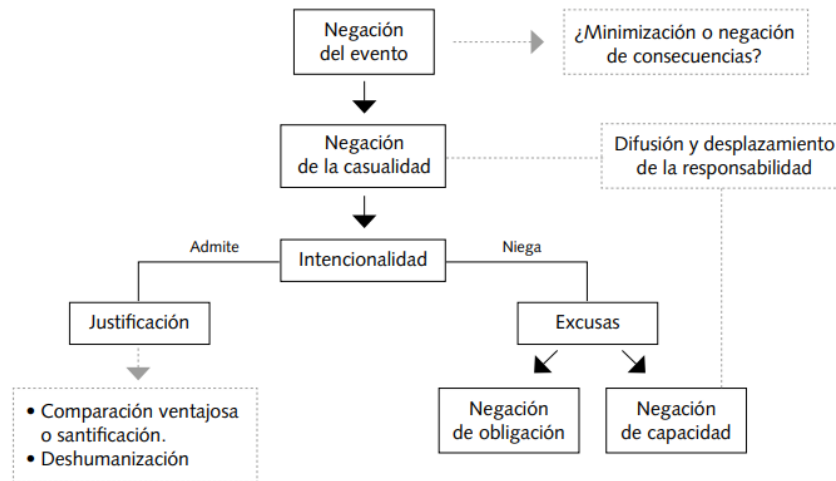 Negación
del evento
¿Minimización o negación
de consecuencias?
Negación
de la casualidad
Difusión y desplazamiento
de la responsabilidad
Admite
Intencionalidad
Niega
Justificación
Excusas
• Comparación ventajosa
o santificación.
• Deshumanización
Negación
de obligación
Negación
de capacidad